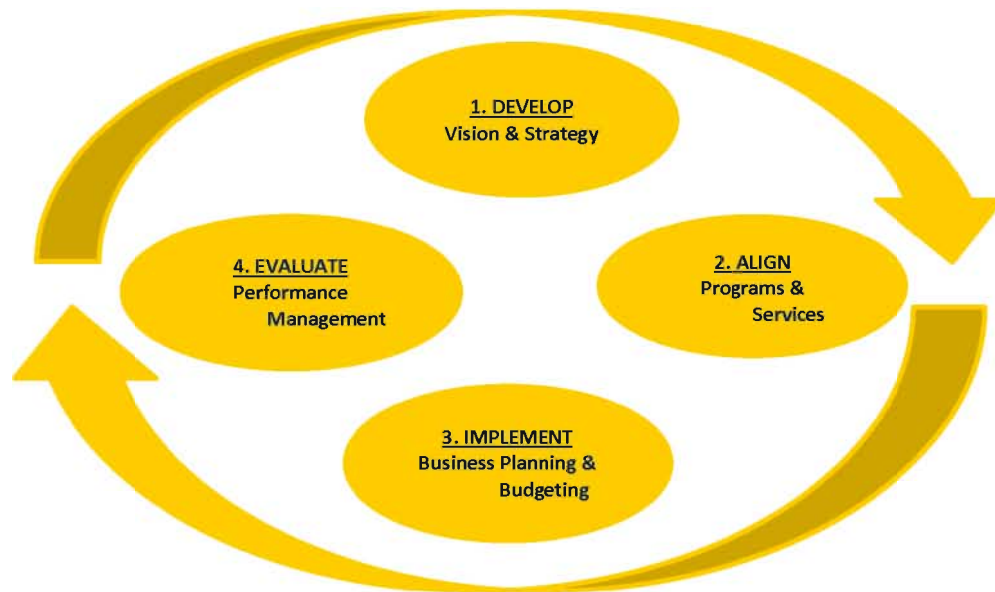 1. DEVELOP
Vision & Strategy
2. ALIGN
Programs &
Services
3. IMPLEMENT
Business Planning &
Budgeting
4. EVALUATE
Performance
Management